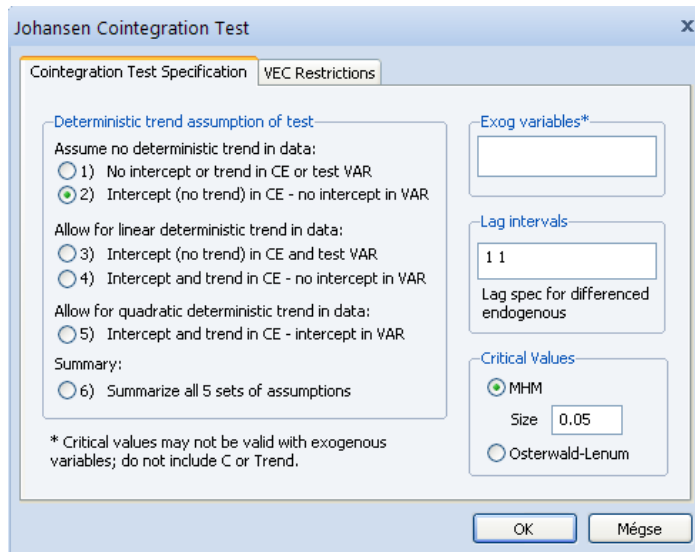 Johansen Cointegration Test
x
Cointegration Test Specification
VEC Restrictions
Deterministic trend assumption of test
Assume no deterministic trend in data:
1) No intercept or trend in CE or test VAR
2) Intercept (no trend) in CE - no intercept in VAR
Allow for linear deterministic trend in data:
3) Intercept (no trend) in CE and test VAR
4) Intercept and trend in CE - no intercept in VAR
Allow for quadratic deterministic trend in data:
5) Intercept and trend in CE - intercept in VAR
Summary:
6) Summarize all 5 sets of assumptions
* Critical values may not be valid with exogenous
variables; do not include C or Trend.
Exog variables*
Lag intervals
1 1
Lag spec for differenced
endogenous
Critical Values
MHM
Size 0.05
Osterwald-Lenum
OK
Mégse